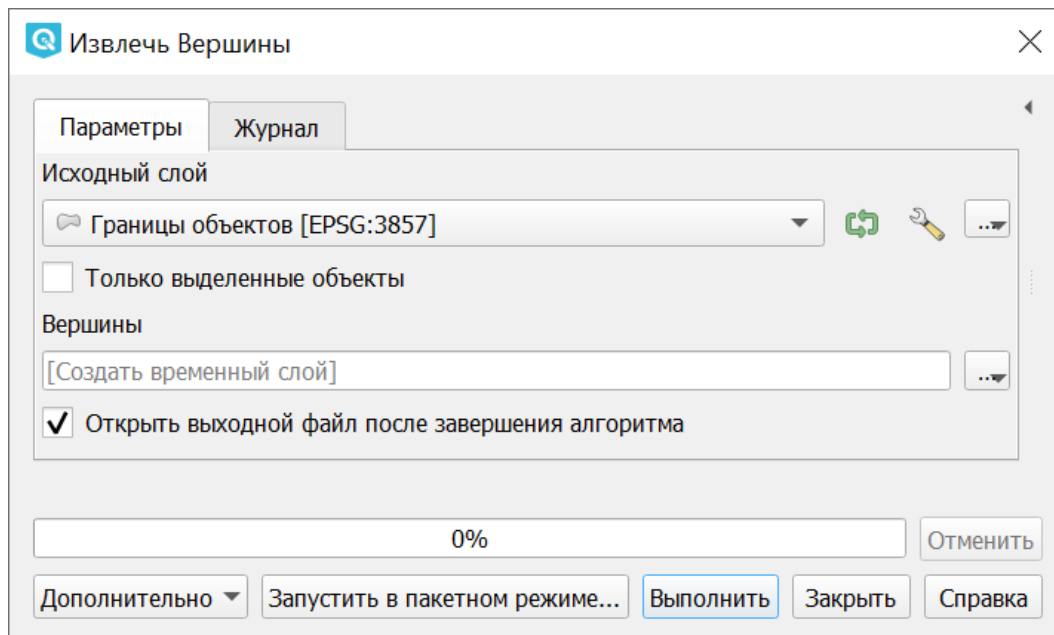 Извлечь Вершины
Параметры
Журнал
Исходный слой
Границы объектов [EPSG:3857]
...
Только выделенные объекты
Вершины
[Создать временный слой]
...
Открыть выходной файл после завершения алгоритма
0%
Отменить
Дополнительно
Запустить в пакетном режиме...
Выполнить
Закрыть
Справка